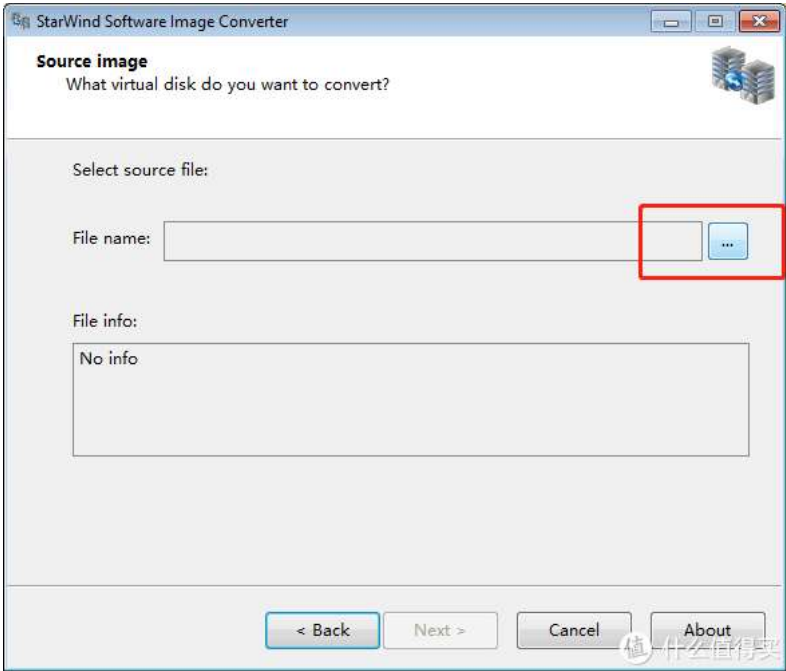 StarWind Software Image Converter
Source image
What virtual disk do you want to convert?
Select source file:
File name:
...
File info:
No info
< Back Next > Cancel About
值 什么值得买